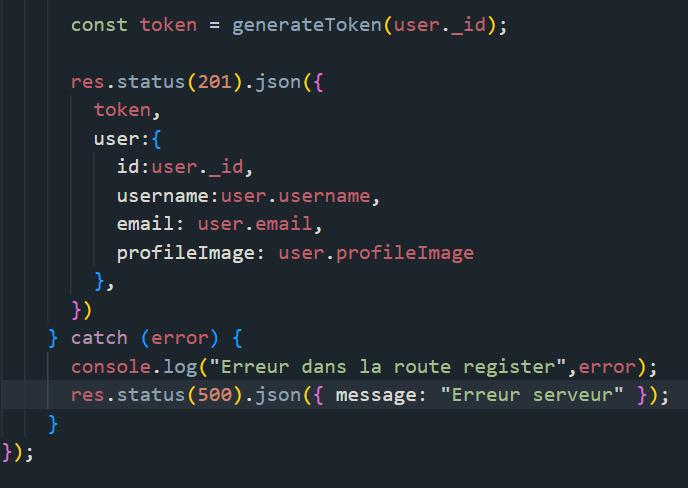 const token = generateToken(user._id);
res.status(201).json({
token,
user:{
id:user._id,
username:user.username,
email: user.email,
profileImage: user.profileImage
},
})
} catch (error) {
console.log("Erreur dans la route register",error);
res.status(500).json({ message: "Erreur serveur" });
}
});